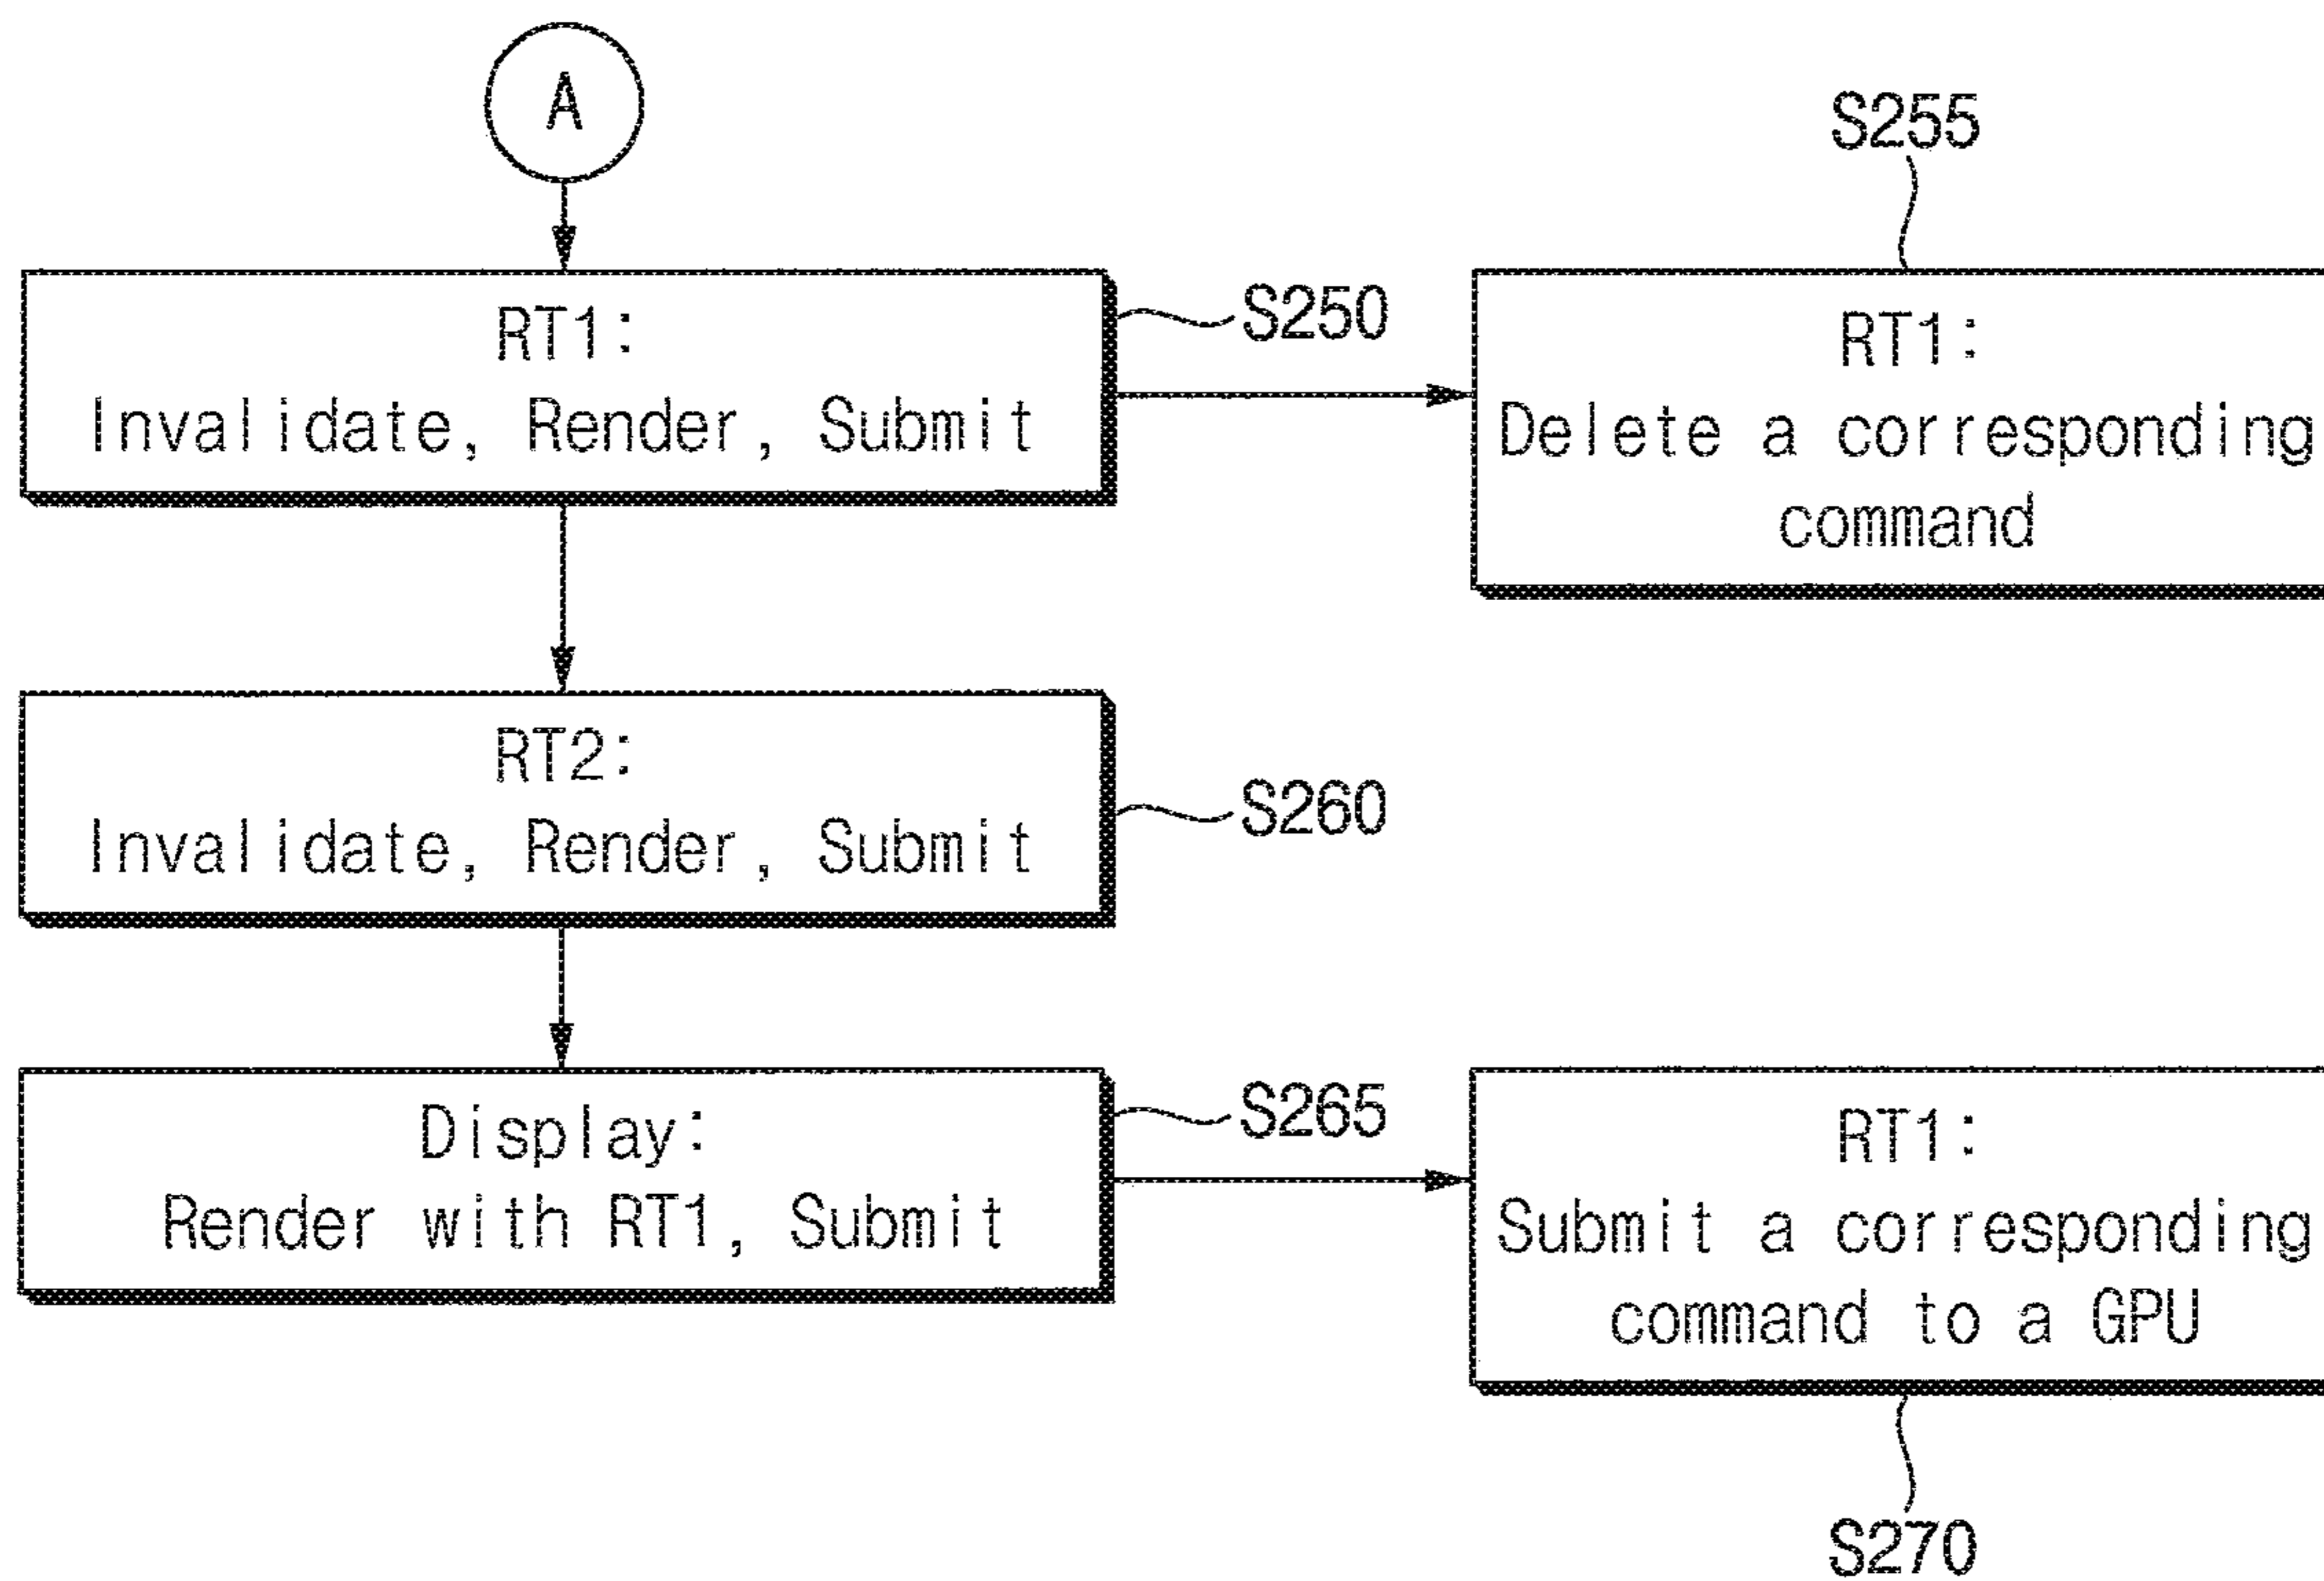 A
S255
RT1:
Invalidate, Render, Submit
S250
RT1:
Delete a corresponding
command
RT2:
Invalidate, Render, Submit
S260
Display:
Render with RT1, Submit
S265
RT1:
Submit a corresponding
command to a GPU
S270